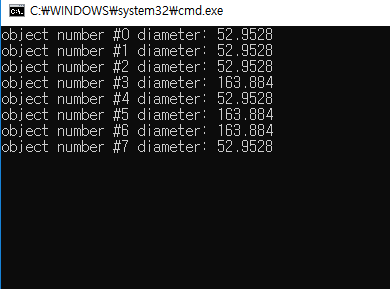 C:₩WINDOWS₩system32₩cmd.exe
object number #0 diameter: 52.9528
object number #1 diameter: 52.9528
object number #2 diameter: 52.9528
object number #3 diameter: 163.884
object number #4 diameter: 52.9528
object number #5 diameter: 163.884
object number #6 diameter: 163.884
object number #7 diameter: 52.9528